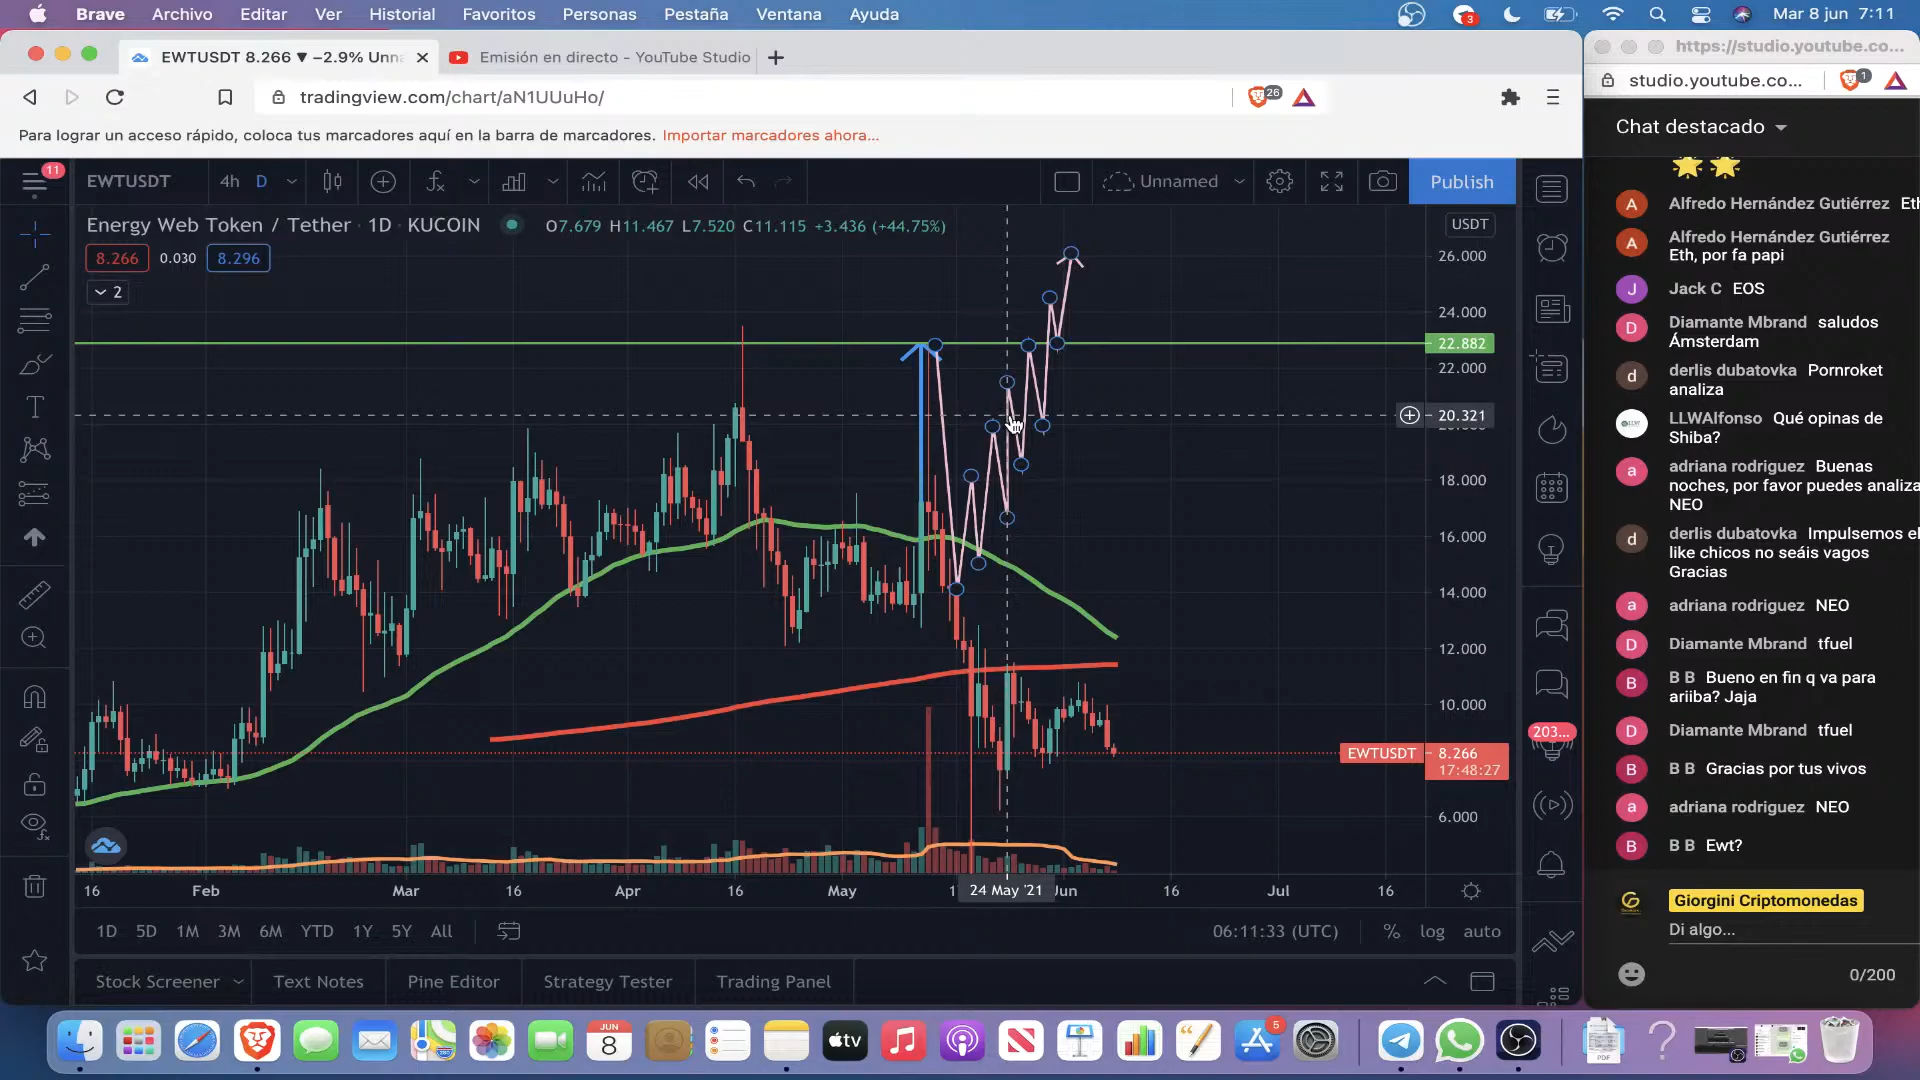 Brave Archivo Editar Ver Historial Favoritos Personas Pestaña Ventana Ayuda
3
Mar 8 jun 7:11
EWTUSDT 8.266 ▼ −2.9% Unna
Emisión en directo - YouTube Studio
tradingview.com/chart/aN1UUuHo/
26
Para lograr un acceso rápido, coloca tus marcadores aquí en la barra de marcadores. Importar marcadores ahora...
11
EWTUSDT 4h D
Unnamed
Publish
Energy Web Token / Tether · 1D · KUCOIN
O7.679 H11.467 L7.520 C11.115 +3.436 (+44.75%)
8.266 0.030 8.296
2
USDT
26.000
24.000
22.882
22.000
20.321
18.000
16.000
14.000
12.000
10.000
EWTUSDT 8.266
17:48:27
6.000
16 Feb Mar 16 Apr 16 May 24 May '21 Jun 16 Jul 16
1D 5D 1M 3M 6M YTD 1Y 5Y All
06:11:33 (UTC) % log auto
Stock Screener Text Notes Pine Editor Strategy Tester Trading Panel
203...
https://studio.youtube.co...
studio.youtube.co...
1
Chat destacado
Alfredo Hernández Gutiérrez Eth
Alfredo Hernández Gutiérrez
Eth, por fa papi
Jack C EOS
Diamante Mbrand saludos
Ámsterdam
derlis dubatovka Pornroket
analiza
LLWAlfonso Qué opinas de
Shiba?
adriana rodriguez Buenas
noches, por favor puedes analiza
NEO
derlis dubatovka Impulsemos el
like chicos no seáis vagos
Gracias
adriana rodriguez NEO
Diamante Mbrand tfuel
B B Bueno en fin q va para
ariiba? Jaja
Diamante Mbrand tfuel
B B Gracias por tus vivos
adriana rodriguez NEO
B B Ewt?
Giorgini Criptomonedas
Di algo...
0/200
JUN
8
tv
5
PDF